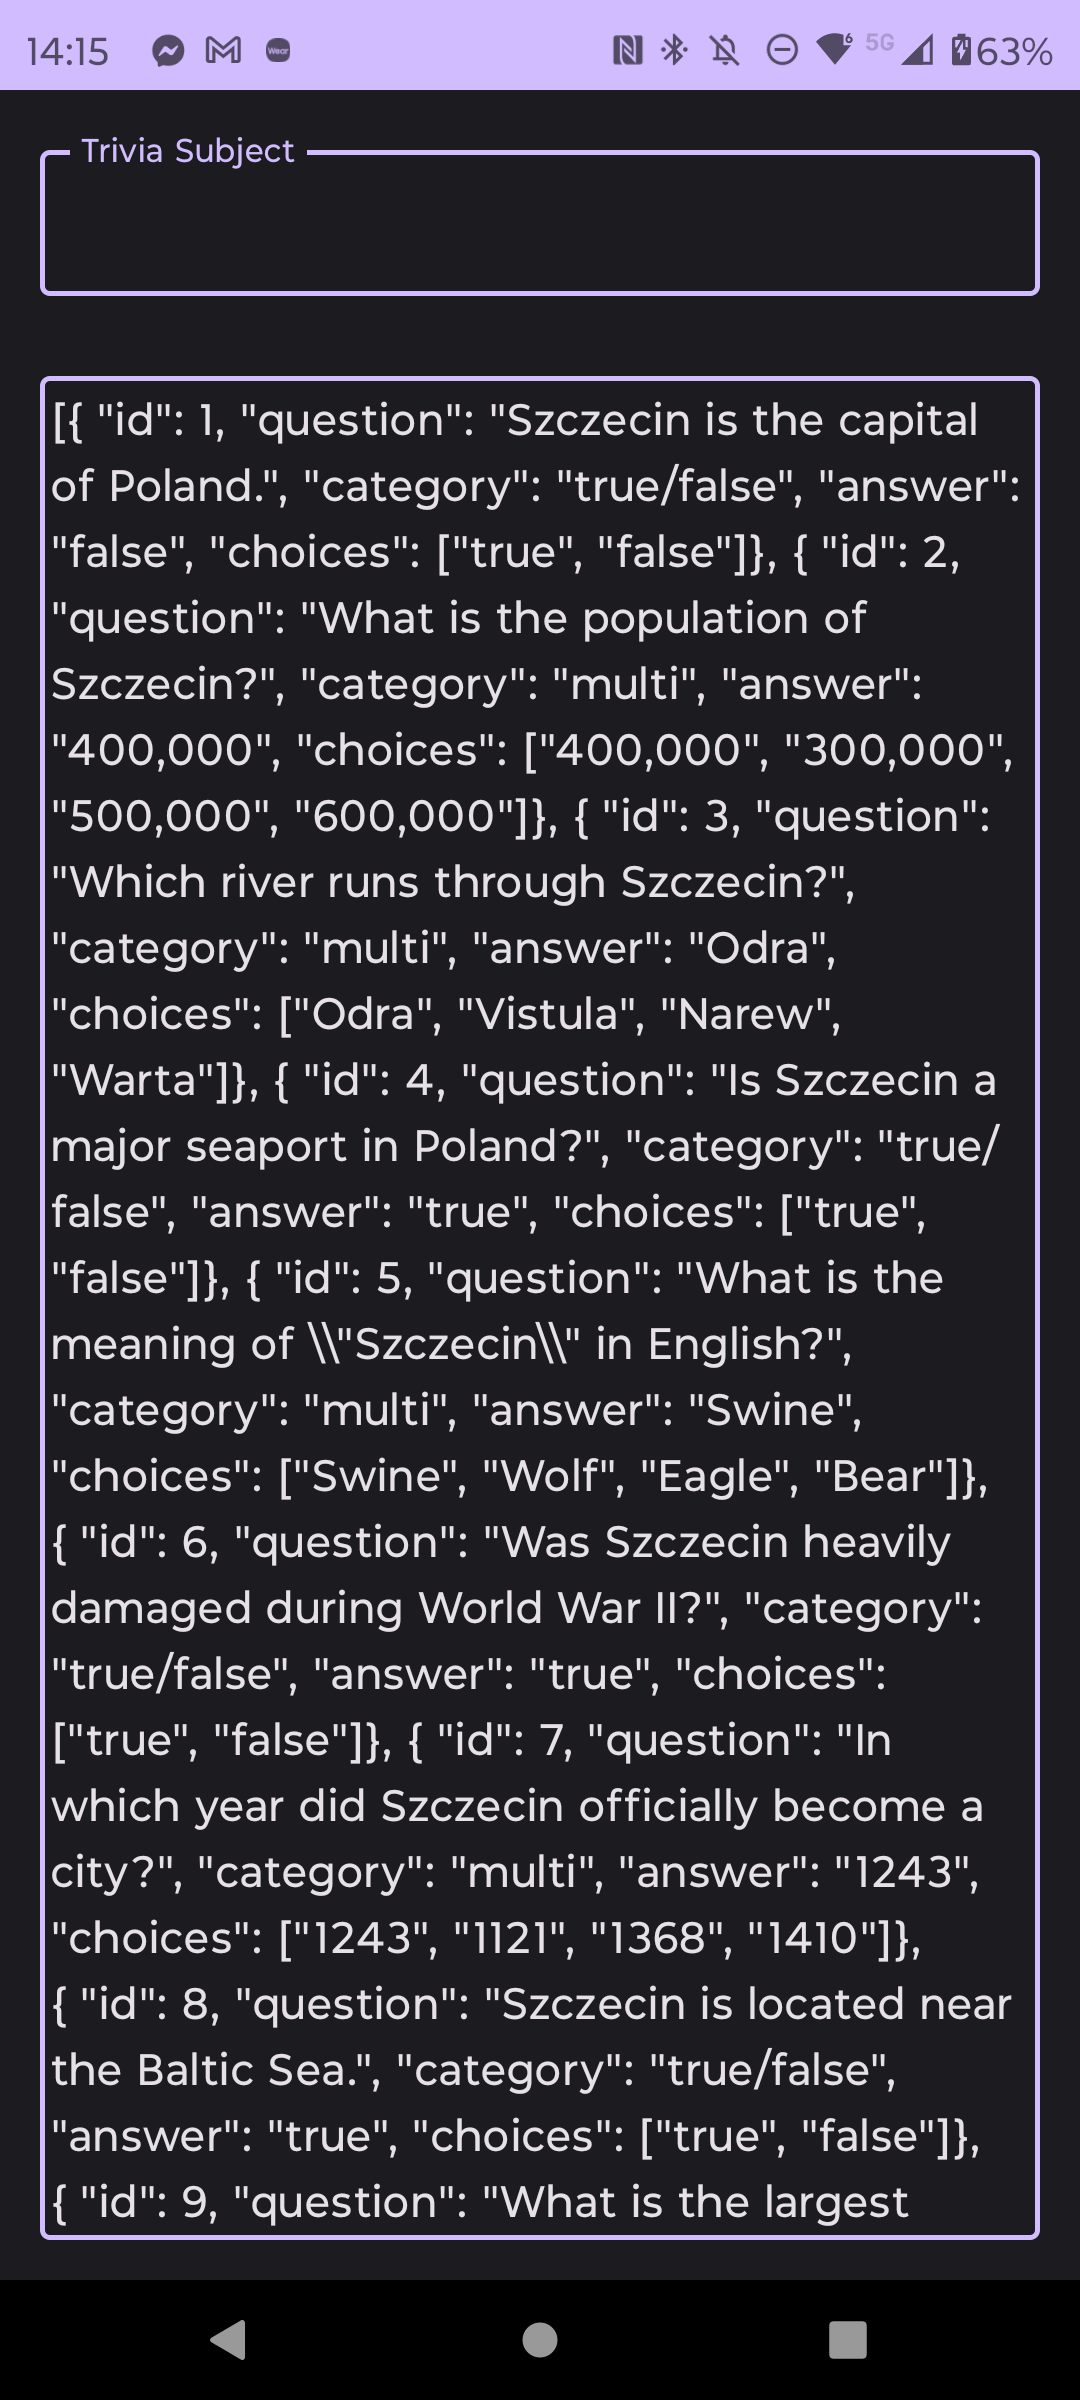 14:15 Wear 6 5G 63%
Trivia Subject
[{ "id": 1, "question": "Szczecin is the capital
of Poland.", "category": "true/false", "answer":
"false", "choices": ["true", "false"]}, { "id": 2,
"question": "What is the population of
Szczecin?", "category": "multi", "answer":
"400,000", "choices": ["400,000", "300,000",
"500,000", "600,000"]}, { "id": 3, "question":
"Which river runs through Szczecin?",
"category": "multi", "answer": "Odra",
"choices": ["Odra", "Vistula", "Narew",
"Warta"]}, { "id": 4, "question": "Is Szczecin a
major seaport in Poland?", "category": "true/
false", "answer": "true", "choices": ["true",
"false"]}, { "id": 5, "question": "What is the
meaning of \\"Szczecin\\" in English?",
"category": "multi", "answer": "Swine",
"choices": ["Swine", "Wolf", "Eagle", "Bear"]},
{ "id": 6, "question": "Was Szczecin heavily
damaged during World War II?", "category":
"true/false", "answer": "true", "choices":
["true", "false"]}, { "id": 7, "question": "In
which year did Szczecin officially become a
city?", "category": "multi", "answer": "1243",
"choices": ["1243", "1121", "1368", "1410"]},
{ "id": 8, "question": "Szczecin is located near
the Baltic Sea.", "category": "true/false",
"answer": "true", "choices": ["true", "false"]},
{ "id": 9, "question": "What is the largest